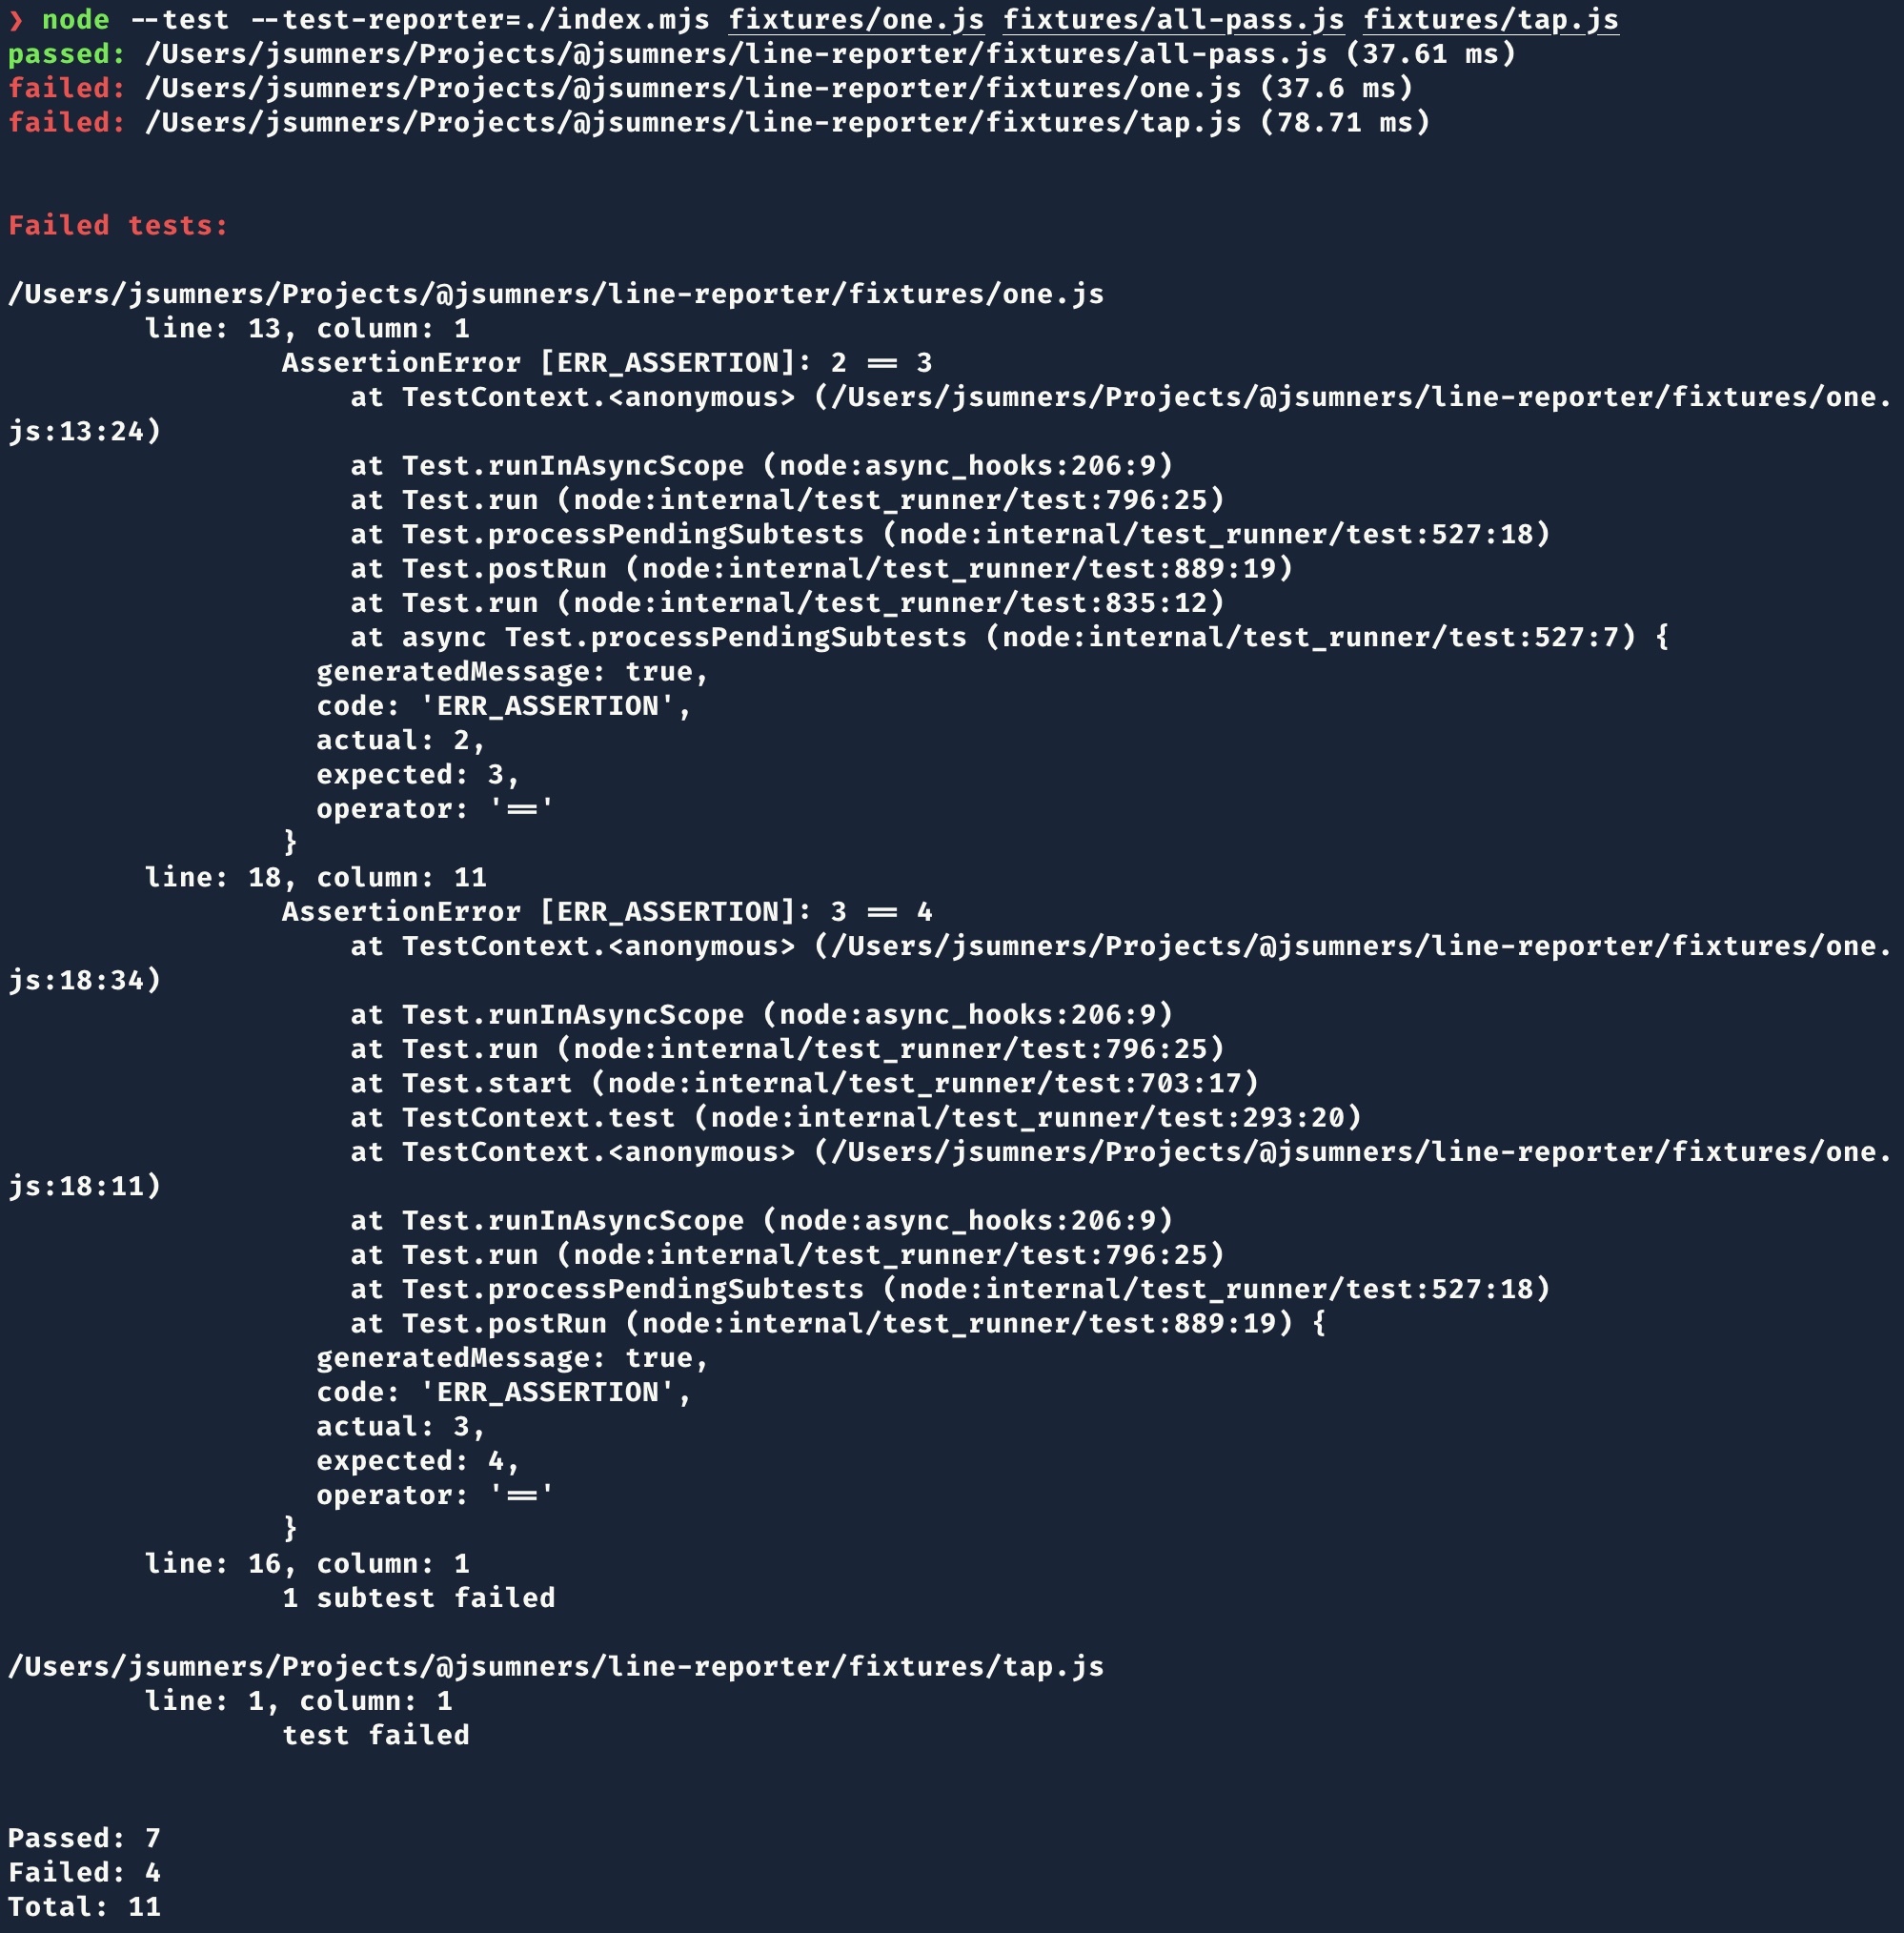 ❯ node --test --test-reporter=./index.mjs fixtures/one.js fixtures/all-pass.js fixtures/tap.js
passed: /Users/jsumners/Projects/@jsumners/line-reporter/fixtures/all-pass.js (37.61 ms)
failed: /Users/jsumners/Projects/@jsumners/line-reporter/fixtures/one.js (37.6 ms)
failed: /Users/jsumners/Projects/@jsumners/line-reporter/fixtures/tap.js (78.71 ms)
Failed tests:
/Users/jsumners/Projects/@jsumners/line-reporter/fixtures/one.js
line: 13, column: 1
AssertionError [ERR_ASSERTION]: 2 == 3
at TestContext.<anonymous> (/Users/jsumners/Projects/@jsumners/line-reporter/fixtures/one.
js:13:24)
at Test.runInAsyncScope (node:async_hooks:206:9)
at Test.run (node:internal/test_runner/test:796:25)
at Test.processPendingSubtests (node:internal/test_runner/test:527:18)
at Test.postRun (node:internal/test_runner/test:889:19)
at Test.run (node:internal/test_runner/test:835:12)
at async Test.processPendingSubtests (node:internal/test_runner/test:527:7) {
generatedMessage: true,
code: 'ERR_ASSERTION',
actual: 2,
expected: 3,
operator: '=='
}
line: 18, column: 11
AssertionError [ERR_ASSERTION]: 3 == 4
at TestContext.<anonymous> (/Users/jsumners/Projects/@jsumners/line-reporter/fixtures/one.
js:18:34)
at Test.runInAsyncScope (node:async_hooks:206:9)
at Test.run (node:internal/test_runner/test:796:25)
at Test.start (node:internal/test_runner/test:703:17)
at TestContext.test (node:internal/test_runner/test:293:20)
at TestContext.<anonymous> (/Users/jsumners/Projects/@jsumners/line-reporter/fixtures/one.
js:18:11)
at Test.runInAsyncScope (node:async_hooks:206:9)
at Test.run (node:internal/test_runner/test:796:25)
at Test.processPendingSubtests (node:internal/test_runner/test:527:18)
at Test.postRun (node:internal/test_runner/test:889:19) {
generatedMessage: true,
code: 'ERR_ASSERTION',
actual: 3,
expected: 4,
operator: '=='
}
line: 16, column: 1
1 subtest failed
/Users/jsumners/Projects/@jsumners/line-reporter/fixtures/tap.js
line: 1, column: 1
test failed
Passed: 7
Failed: 4
Total: 11